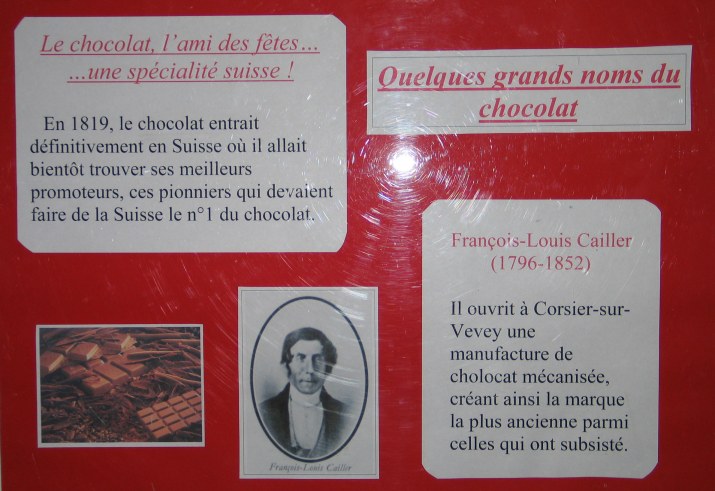 Le chocolat, l'ami des fêtes…
…une spécialité suisse !
En 1819, le chocolat entrait
définitivement en Suisse où il allait
bientôt trouver ses meilleurs
promoteurs, ces pionniers qui devaient
faire de la Suisse le n°1 du chocolat.
Quelques grands noms du
chocolat
François-Louis Cailler
(1796-1852)
Il ouvrit à Corsier-sur-
Vevey une
manufacture de
cholocat mécanisée,
créant ainsi la marque
la plus ancienne parmi
celles qui ont subsisté.
François-Louis Cailler